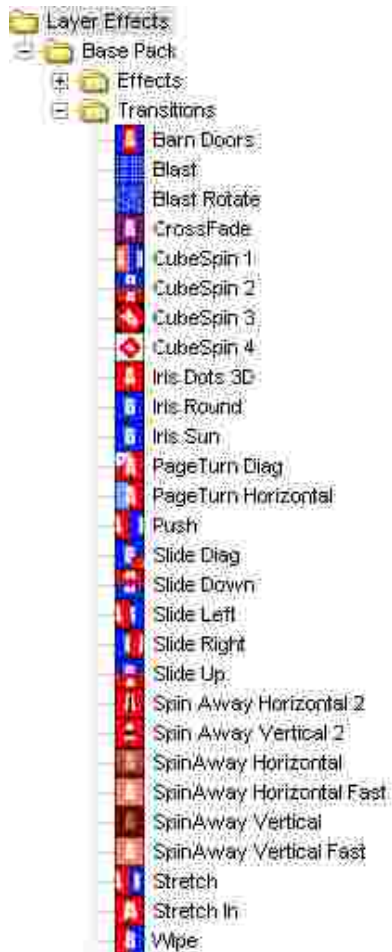 Layer Effects
Base Pack
Effects
Transitions
Barn Doors
Blast
Blast Rotate
CrossFade
CubeSpin 1
CubeSpin 2
CubeSpin 3
CubeSpin 4
Iris Dots 3D
Iris Round
Iris Sun
PageTurn Diag
PageTurn Horizontal
Push
Slide Diag
Slide Down
Slide Left
Slide Right
Slide Up
Spin Away Horizontal 2
Spin Away Vertical 2
SpinAway Horizontal
SpinAway Horizontal Fast
SpinAway Vertical
SpinAway Vertical Fast
Stretch
Stretch In
Wipe